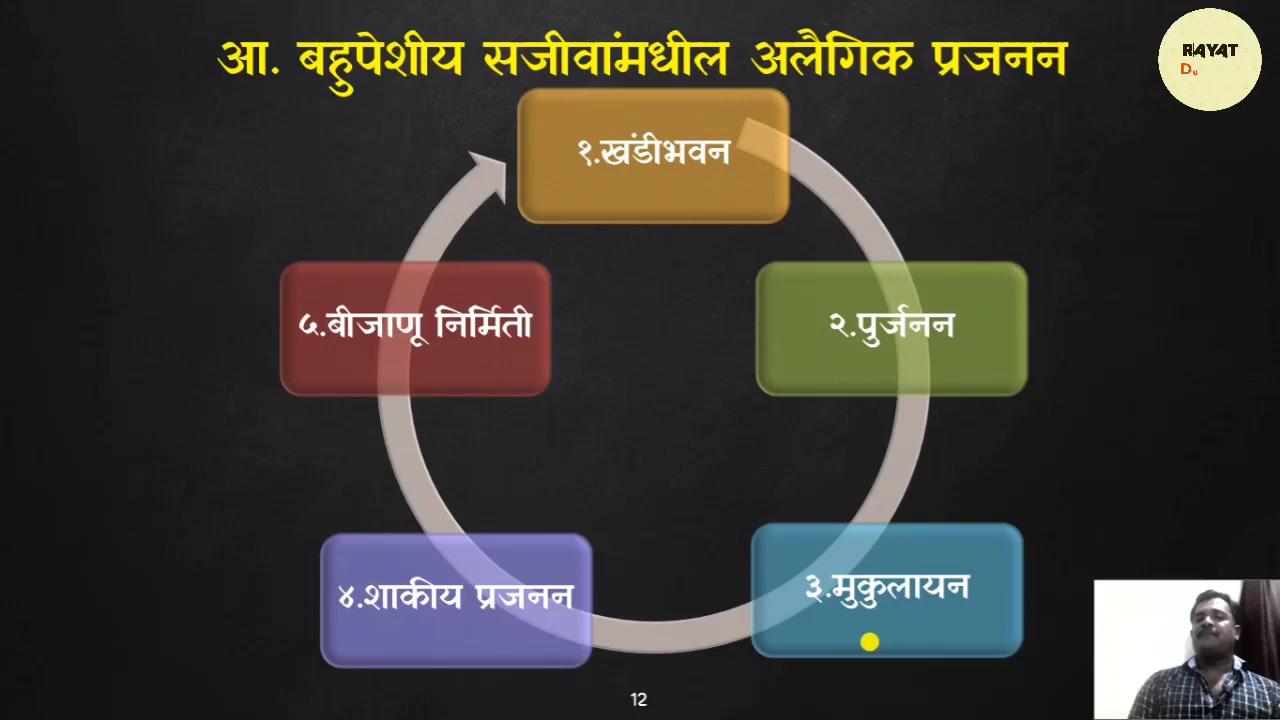 आ. बहुपेशीय सजीवांमधील अलैगिक प्रजनन
RAYAT
१.खंडीभवन
५.बीजाणू निर्मिती
२.पुर्जनन
४.शाकीय प्रजनन
३.मुकुलायन
12